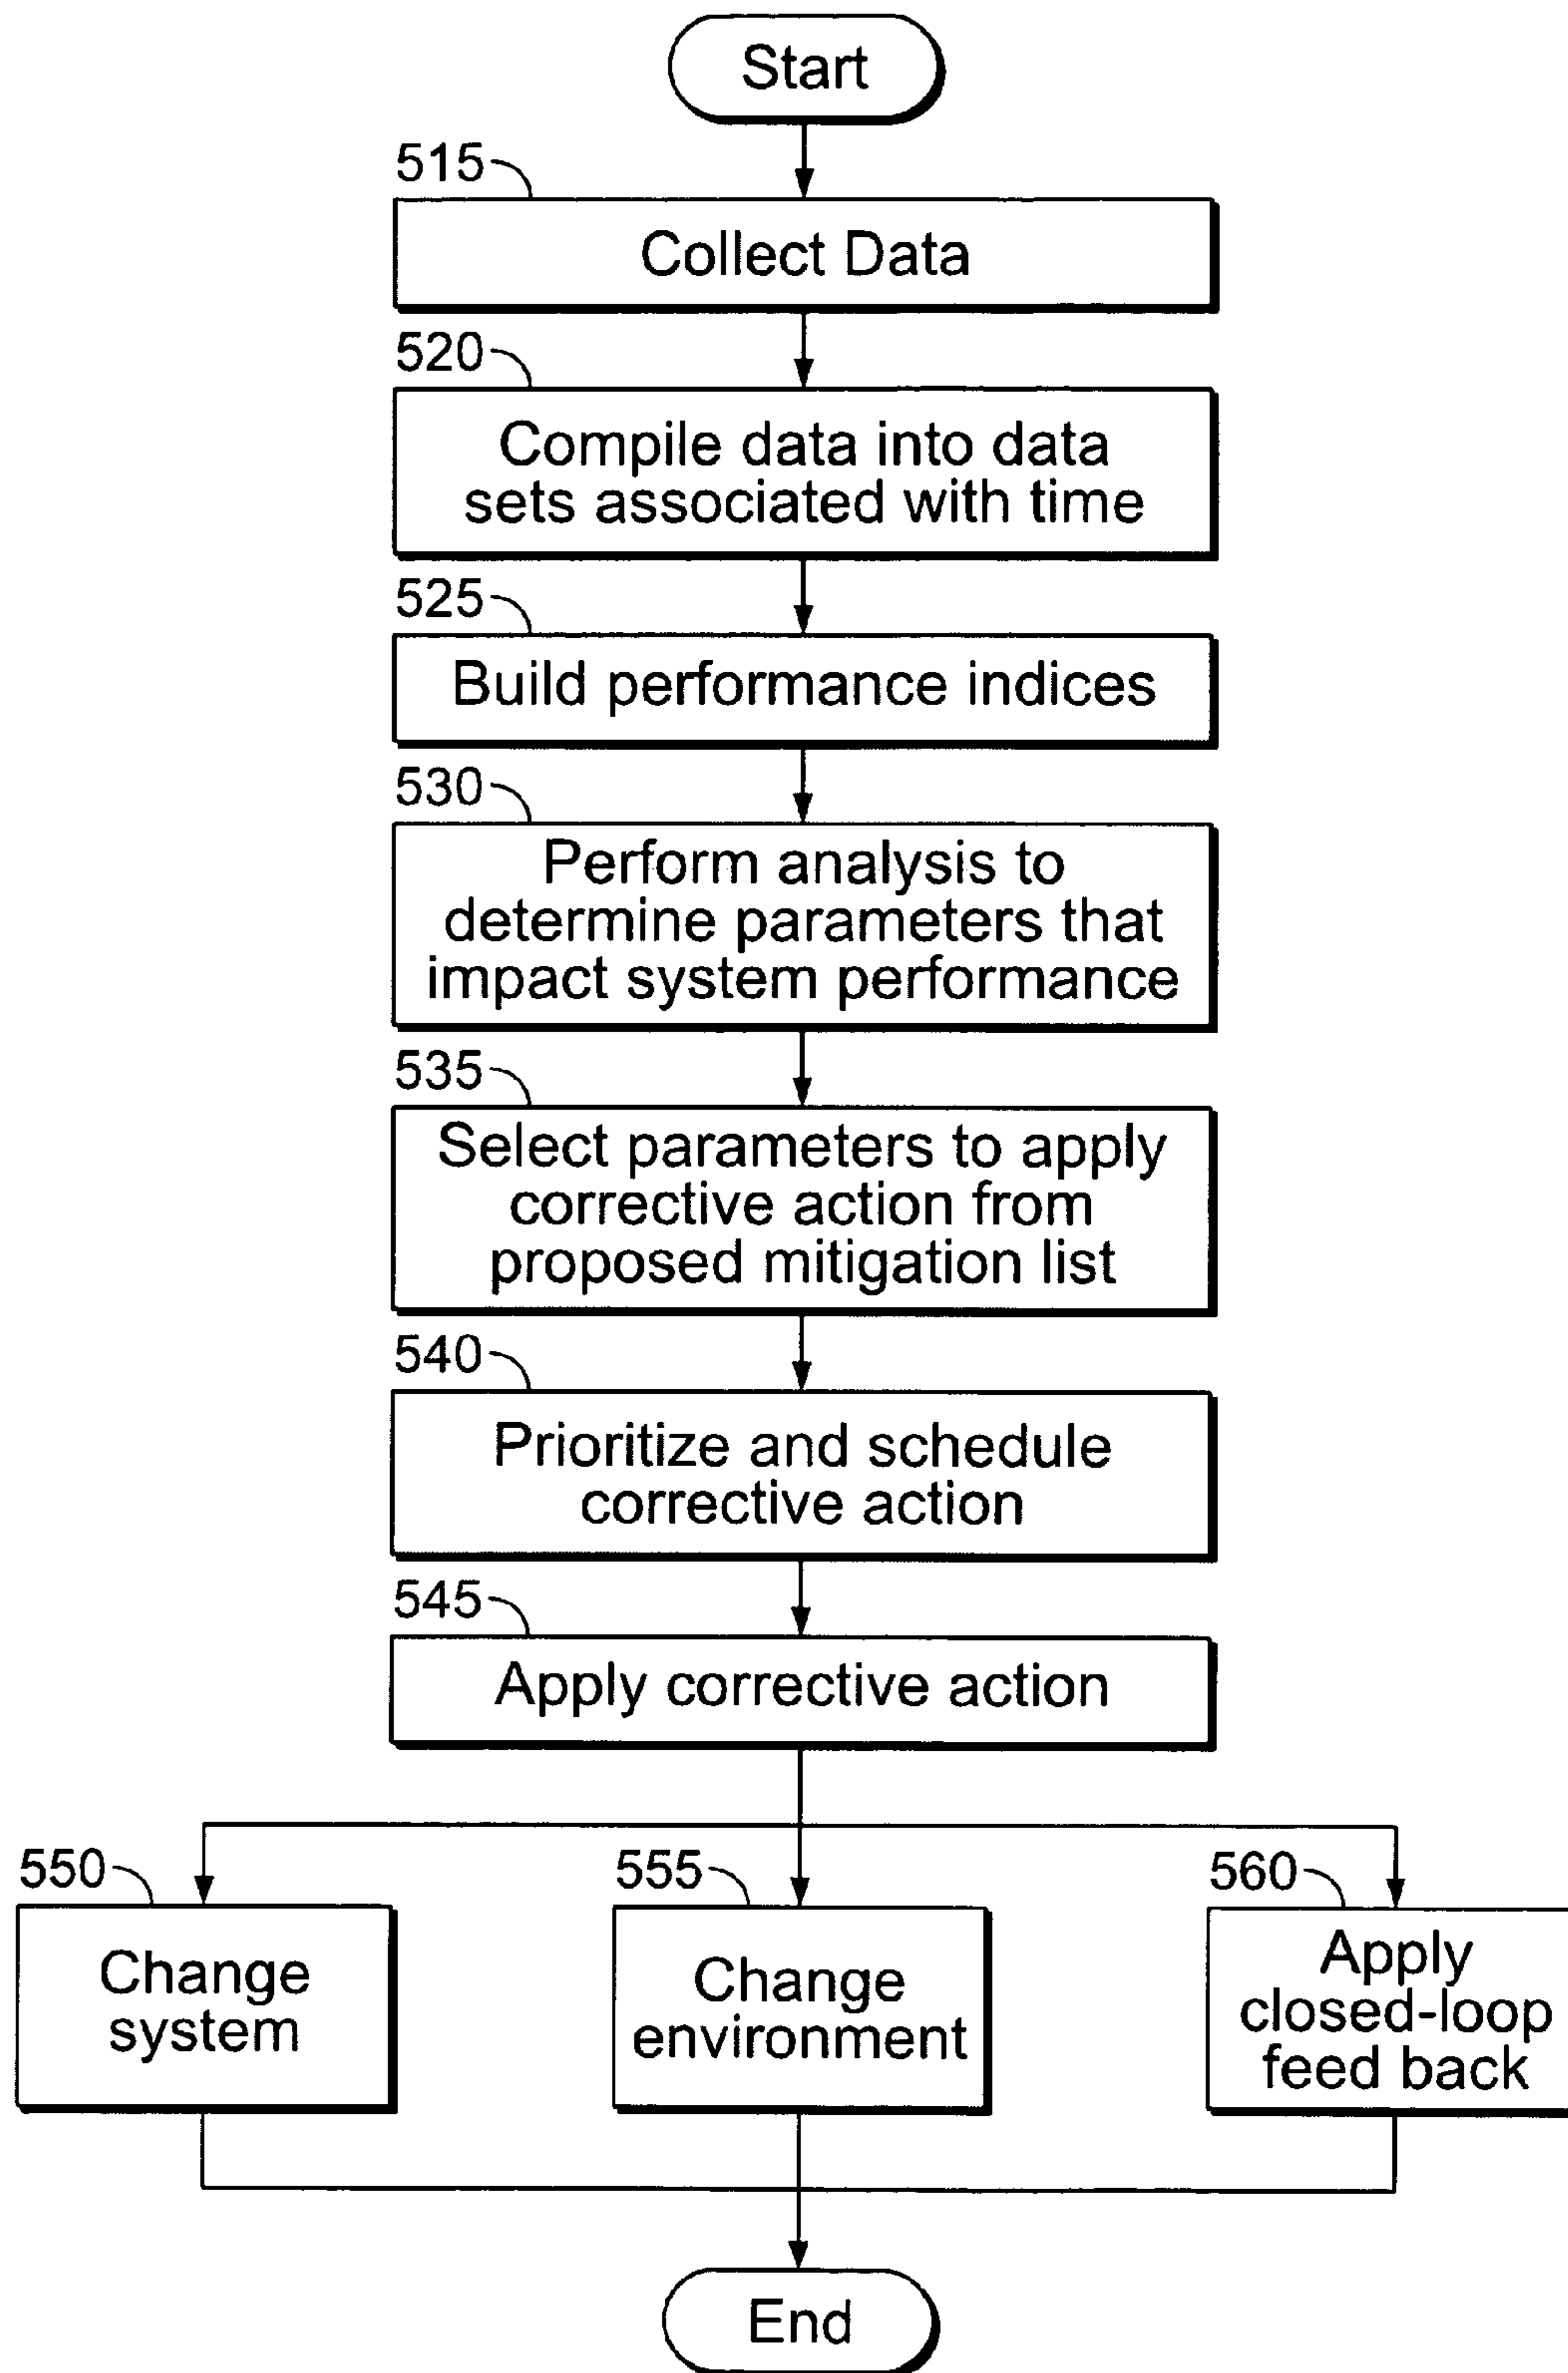 Start
515
Collect Data
520
Compile data into data
sets associated with time
525
Build performance indices
530
Perform analysis to
determine parameters that
impact system performance
535
Select parameters to apply
corrective action from
proposed mitigation list
540
Prioritize and schedule
corrective action
545
Apply corrective action
550
Change
system
555
Change
environment
560
Apply
closed-loop
feed back
End